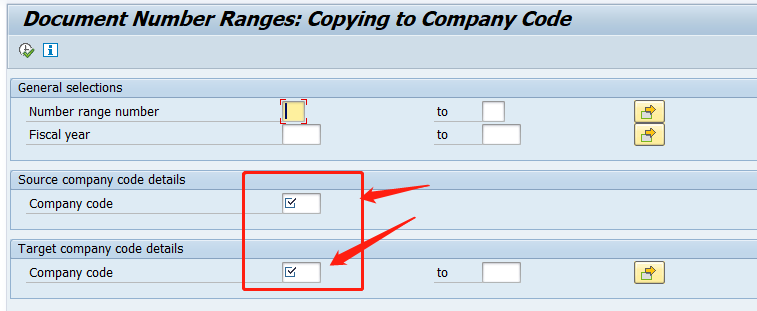 Document Number Ranges: Copying to Company Code
General selections
Number range number to
Fiscal year to
Source company code details
Company code
Target company code details
Company code to